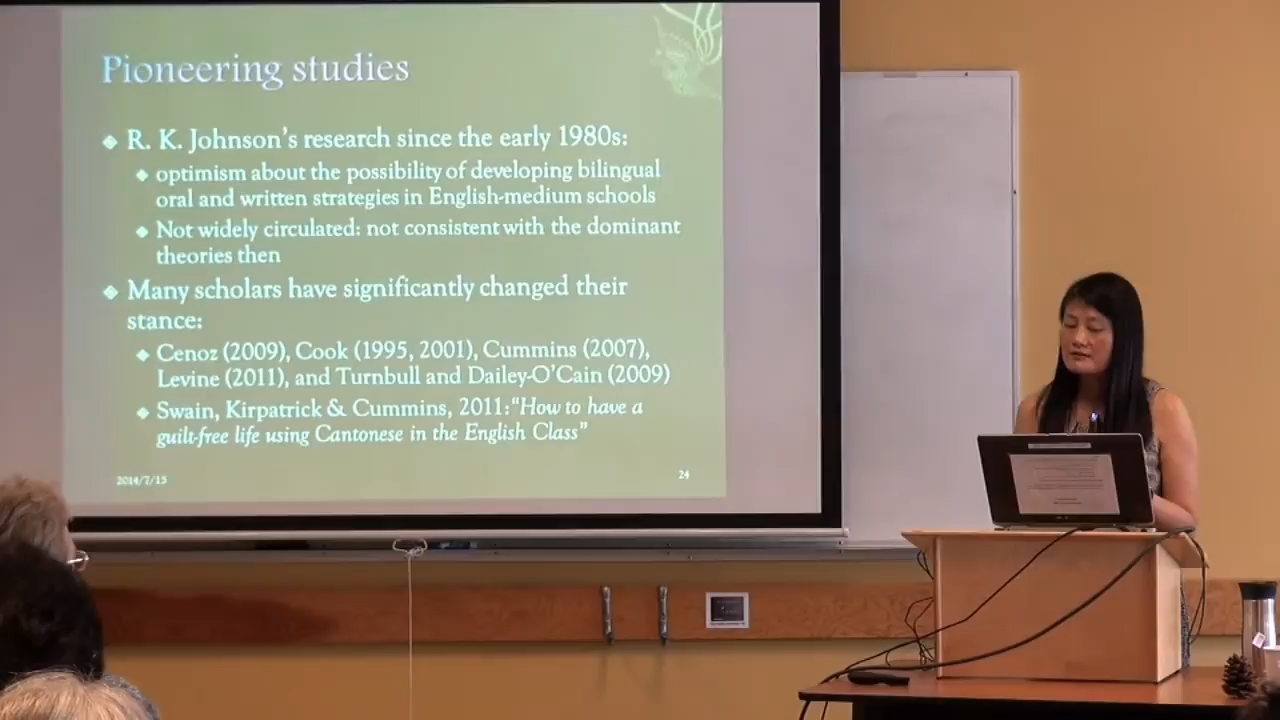 Pioneering studies
R. K. Johnson's research since the early 1980s:
optimism about the possibility of developing bilingual
oral and written strategies in English-medium schools
Not widely circulated: not consistent with the dominant
theories then
Many scholars have significantly changed their
stance:
Cenoz (2009), Cook (1995, 2001), Cummins (2007),
Levine (2011), and Turnbull and Dailey-O'Cain (2009)
Swain, Kirpatrick & Cummins, 2011:“How to have a
guilt-free life using Cantonese in the English Class”
2014/7/15
24